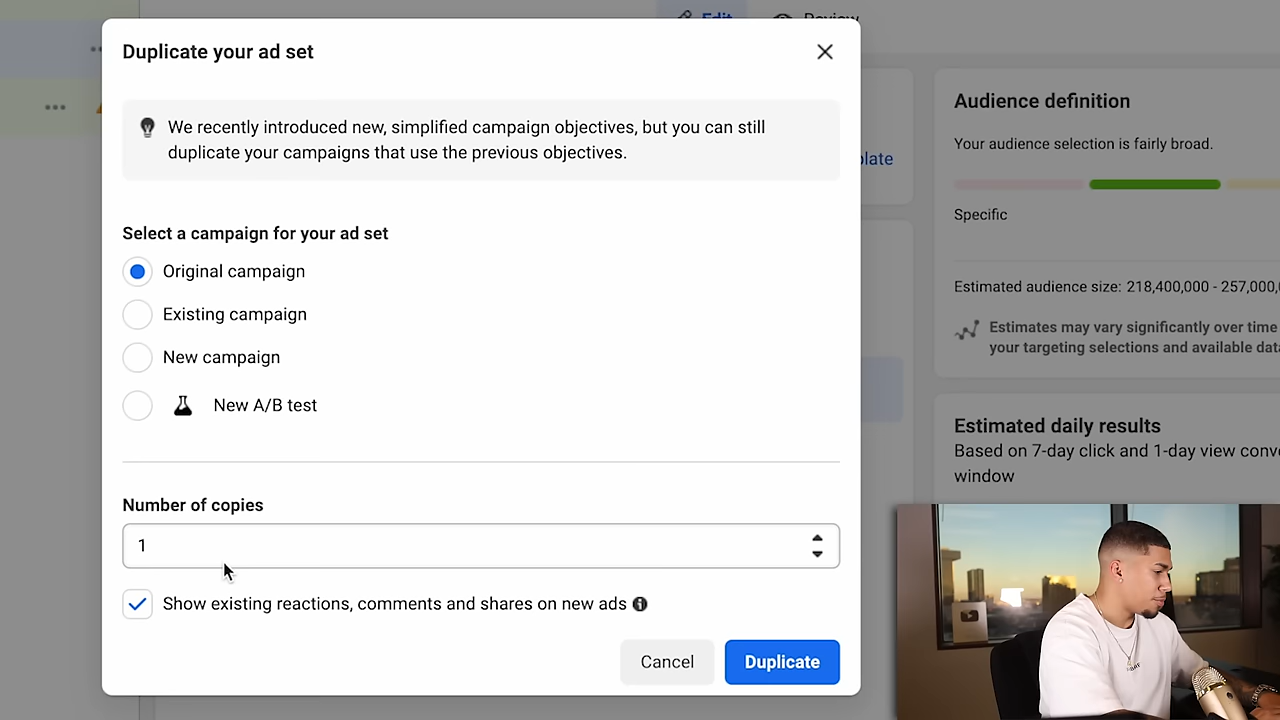 Edit
Review
Duplicate your ad set
We recently introduced new, simplified campaign objectives, but you can still
duplicate your campaigns that use the previous objectives.
Select a campaign for your ad set
Original campaign
Existing campaign
New campaign
New A/B test
Number of copies
1
Show existing reactions, comments and shares on new ads
Cancel
Duplicate
plate
Audience definition
Your audience selection is fairly broad.
Specific
Estimated audience size: 218,400,000 - 257,000,
Estimates may vary significantly over time
your targeting selections and available data
Estimated daily results
Based on 7-day click and 1-day view conve
window